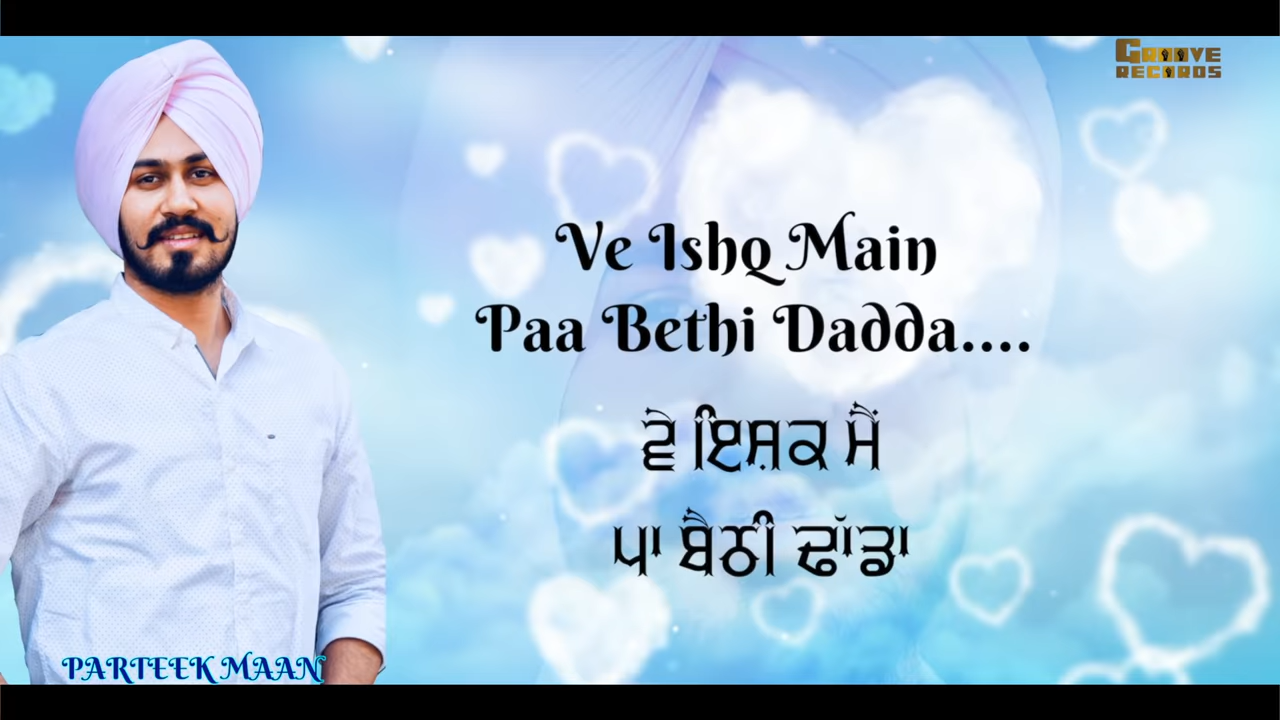 GROOVE
RECORDS
Ve Ishq Main
Paa Bethi Dadda....
ਵੇ ਇਸ਼ਕ ਮੈਂ
ਪਾ ਬੈਠੀ ਢਾੱਡਾ
PARTEEK MAAN